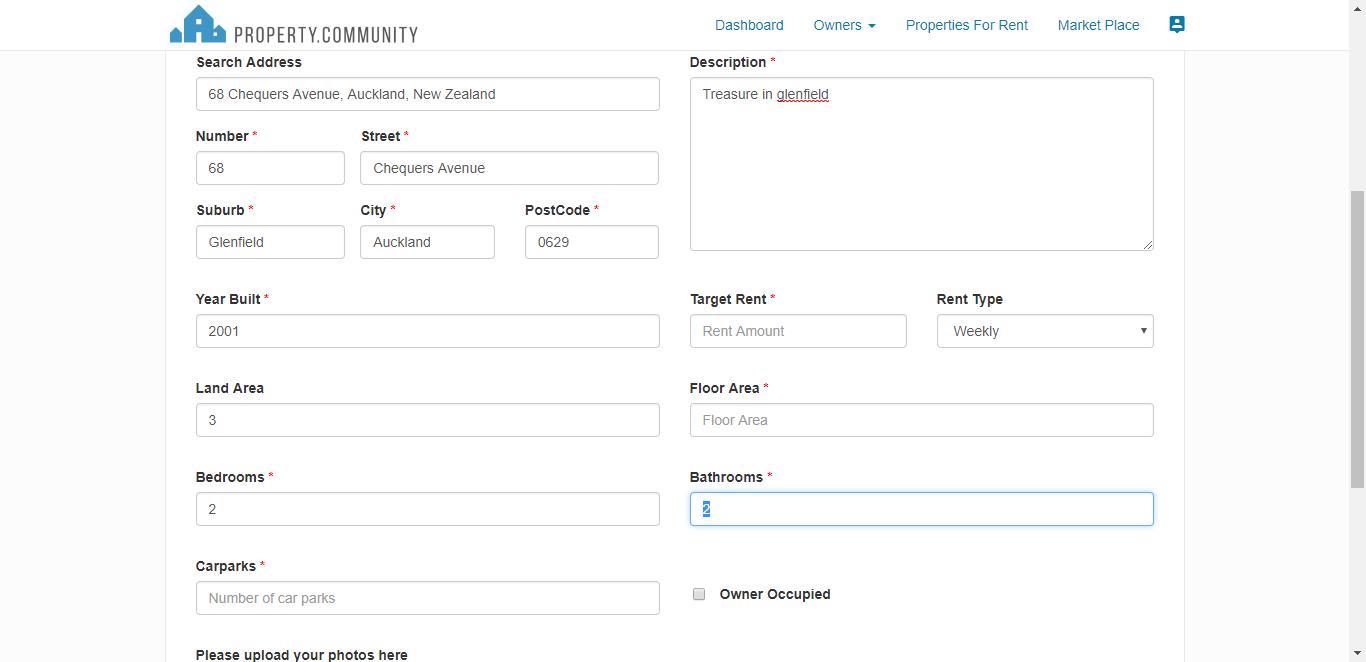 PROPERTY.COMMUNITY
Dashboard Owners Properties For Rent Market Place
Search Address
68 Chequers Avenue, Auckland, New Zealand
Description *
Treasure in glenfield
Number * Street *
68 Chequers Avenue
Suburb * City * PostCode *
Glenfield Auckland 0629
Year Built * Target Rent * Rent Type
2001 Rent Amount Weekly
Land Area Floor Area *
3 Floor Area
Bedrooms * Bathrooms *
2 2
Carparks *
Number of car parks Owner Occupied
Please upload your photos here